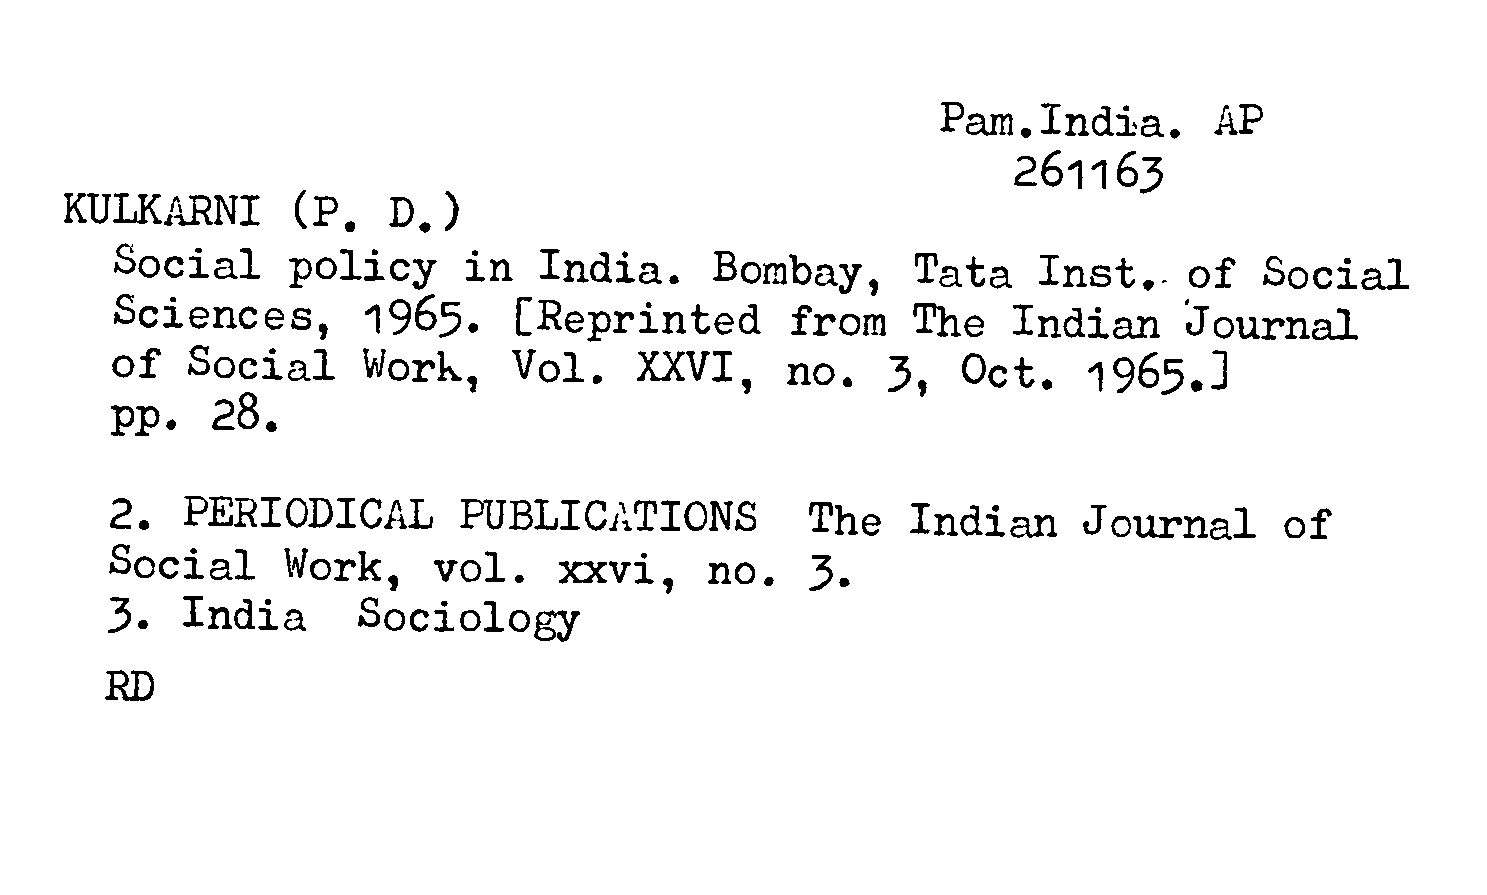 Pam.India. AP
261163
KULKARNI (P. D.)
Social policy in India. Bombay, Tata Inst. of Social
Sciences, 1965. [Reprinted from The Indian Journal
of Social Work, Vol. XXVI, no. 3, Oct. 1965.]
pp. 28.
2. PERIODICAL PUBLICATIONS The Indian Journal of
Social Work, vol. xxvi, no. 3.
3. India Sociology
RD